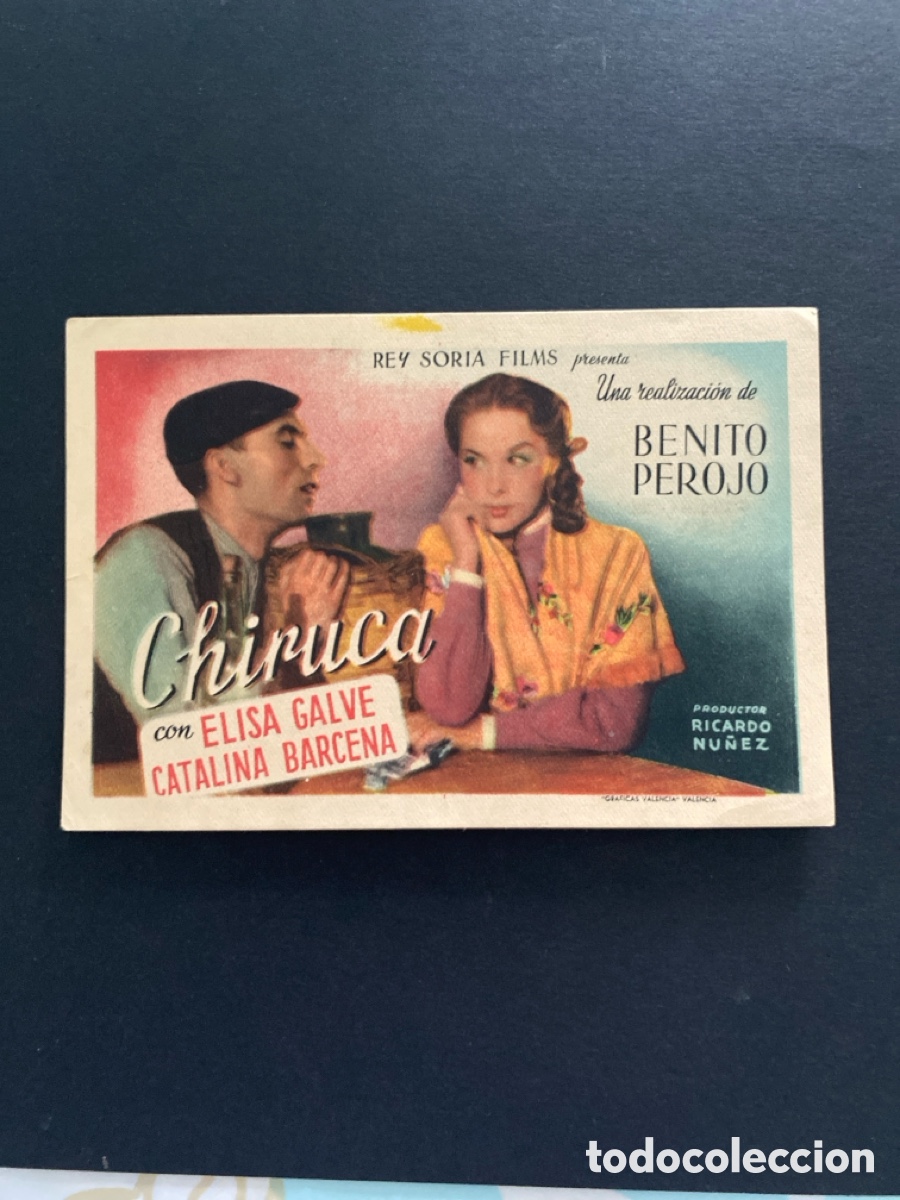 REY SORIA FILMS presenta
Una realización de
BENITO
PEROJO
Chiruca
con ELISA GALVE
CATALINA BARCENA
PRODUCTOR
RICARDO
NUÑEZ
"GRAFICAS VALENCIA" VALENCIA
todocoleccion